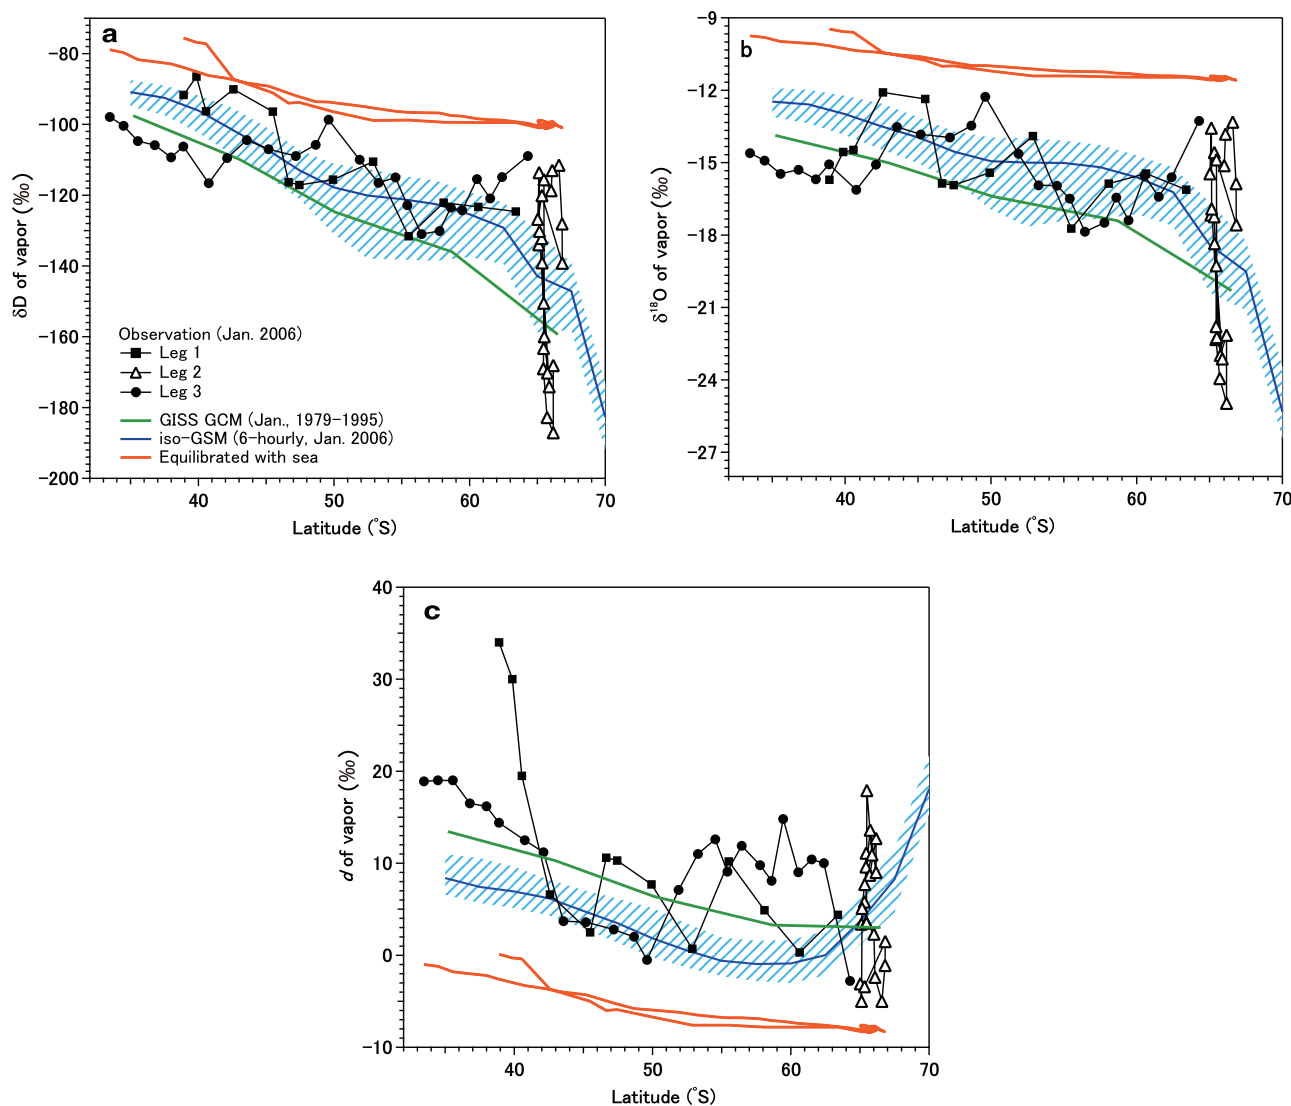 a
−80
−100
−120
−140
−160
−180
−200
δD of vapor (‰)
Observation (Jan. 2006)
Leg 1
Leg 2
Leg 3
GISS GCM (Jan., 1979−1995)
iso-GSM (6-hourly, Jan. 2006)
Equilibrated with sea
40
50
60
70
Latitude (°S)
b
−9
−12
−15
−18
−21
−24
−27
δ¹⁸O of vapor (‰)
40
50
60
70
Latitude (°S)
c
40
30
20
10
0
−10
d of vapor (‰)
40
50
60
70
Latitude (°S)